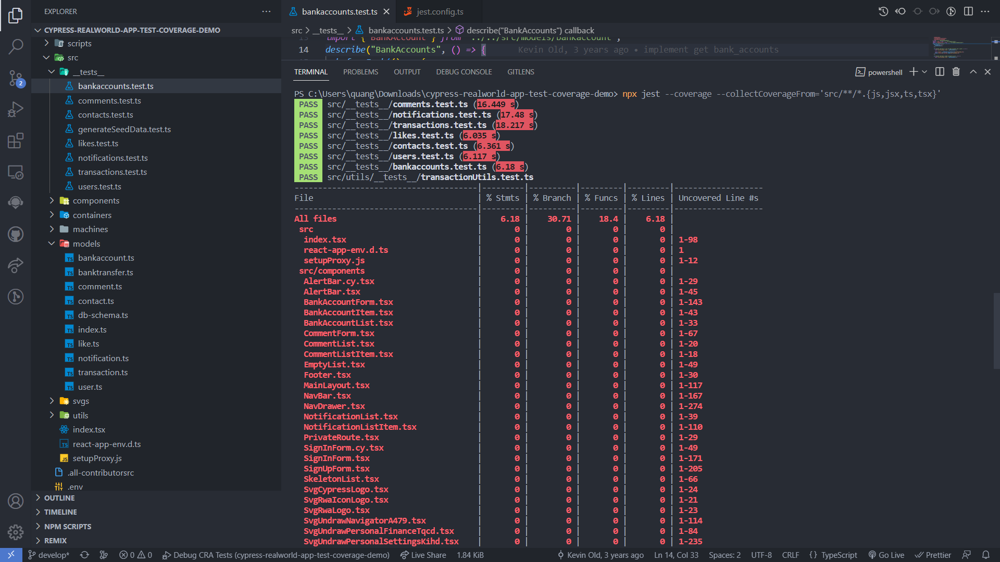 EXPLORER
CYPRESS-REALWORLD-APP-TEST-COVERAGE-DEMO
scripts
src
__tests__
bankaccounts.test.ts
comments.test.ts
contacts.test.ts
generateSeedData.test.ts
likes.test.ts
notifications.test.ts
transactions.test.ts
users.test.ts
components
containers
machines
models
bankaccount.ts
banktransfer.ts
comment.ts
contact.ts
db-schema.ts
index.ts
like.ts
notification.ts
transaction.ts
user.ts
svgs
utils
index.tsx
react-app-env.d.ts
setupProxy.js
.all-contributorsrc
.env
OUTLINE
TIMELINE
NPM SCRIPTS
REMIX
2
bankaccounts.test.ts jest.config.ts
src > __tests__ > bankaccounts.test.ts > describe("BankAccounts") callback
13 import { BankAccount } from "../../src/models/bankaccount";
14 describe("BankAccounts", () => { Kevin Old, 3 years ago • implement get bank_accounts
TERMINAL PROBLEMS OUTPUT DEBUG CONSOLE GITLENS powershell
PS C:\Users\quang\Downloads\cypress-realworld-app-test-coverage-demo> npx jest --coverage --collectCoverageFrom='src/**/*.{js,jsx,ts,tsx}'
PASS src/__tests__/comments.test.ts (16.449 s)
PASS src/__tests__/notifications.test.ts (17.48 s)
PASS src/__tests__/transactions.test.ts (18.217 s)
PASS src/__tests__/likes.test.ts (6.035 s)
PASS src/__tests__/contacts.test.ts (6.361 s)
PASS src/__tests__/users.test.ts (6.117 s)
PASS src/__tests__/bankaccounts.test.ts (6.18 s)
PASS src/utils/__tests__/transactionUtils.test.ts
---------------------------------------|---------|----------|---------|---------|-------------------
File | % Stmts | % Branch | % Funcs | % Lines | Uncovered Line #s
---------------------------------------|---------|----------|---------|---------|-------------------
All files | 6.18 | 30.71 | 18.4 | 6.18 |
src | 0 | 0 | 0 | 0 |
index.tsx | 0 | 0 | 0 | 0 | 1-98
react-app-env.d.ts | 0 | 0 | 0 | 0 | 1
setupProxy.js | 0 | 0 | 0 | 0 | 1-12
src/components | 0 | 0 | 0 | 0 |
AlertBar.cy.tsx | 0 | 0 | 0 | 0 | 1-29
AlertBar.tsx | 0 | 0 | 0 | 0 | 1-45
BankAccountForm.tsx | 0 | 0 | 0 | 0 | 1-143
BankAccountItem.tsx | 0 | 0 | 0 | 0 | 1-43
BankAccountList.tsx | 0 | 0 | 0 | 0 | 1-33
CommentForm.tsx | 0 | 0 | 0 | 0 | 1-67
CommentList.tsx | 0 | 0 | 0 | 0 | 1-20
CommentListItem.tsx | 0 | 0 | 0 | 0 | 1-18
EmptyList.tsx | 0 | 0 | 0 | 0 | 1-49
Footer.tsx | 0 | 0 | 0 | 0 | 1-30
MainLayout.tsx | 0 | 0 | 0 | 0 | 1-117
NavBar.tsx | 0 | 0 | 0 | 0 | 1-167
NavDrawer.tsx | 0 | 0 | 0 | 0 | 1-274
NotificationList.tsx | 0 | 0 | 0 | 0 | 1-39
NotificationListItem.tsx | 0 | 0 | 0 | 0 | 1-110
PrivateRoute.tsx | 0 | 0 | 0 | 0 | 1-29
SignInForm.cy.tsx | 0 | 0 | 0 | 0 | 1-49
SignInForm.tsx | 0 | 0 | 0 | 0 | 1-171
SignUpForm.tsx | 0 | 0 | 0 | 0 | 1-205
SkeletonList.tsx | 0 | 0 | 0 | 0 | 1-66
SvgCypressLogo.tsx | 0 | 0 | 0 | 0 | 1-24
SvgRwaIconLogo.tsx | 0 | 0 | 0 | 0 | 1-21
SvgRwaLogo.tsx | 0 | 0 | 0 | 0 | 1-23
SvgUndrawNavigatorA479.tsx | 0 | 0 | 0 | 0 | 1-114
SvgUndrawPersonalFinanceTqcd.tsx | 0 | 0 | 0 | 0 | 1-84
SvgUndrawPersonalSettingsKihd.tsx | 0 | 0 | 0 | 0 | 1-235
develop* 0 0 Debug CRA Tests (cypress-realworld-app-test-coverage-demo) Live Share 1.84 KiB Kevin Old, 3 years ago Ln 14, Col 33 Spaces: 2 UTF-8 CRLF {} TypeScript Go Live Prettier